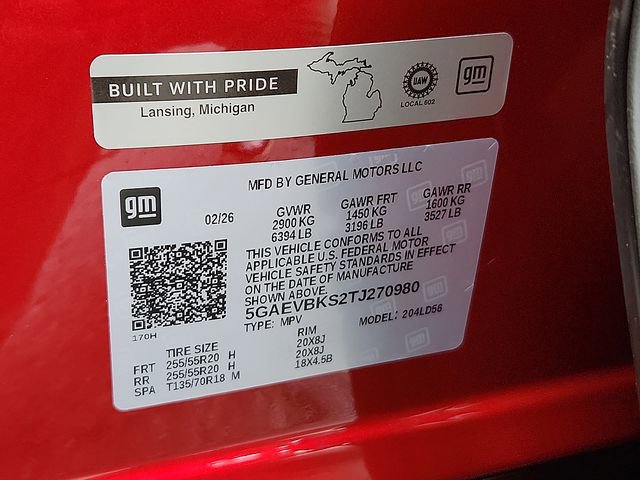 BUILT WITH PRIDE
Lansing, Michigan
UAW
LOCAL 602
gm
MFD BY GENERAL MOTORS LLC
gm
02/26
GVWR GAWR FRT GAWR RR
2900 KG 1450 KG 1600 KG
6394 LB 3196 LB 3527 LB
THIS VEHICLE CONFORMS TO ALL
APPLICABLE U.S. FEDERAL MOTOR
VEHICLE SAFETY STANDARDS IN EFFECT
ON THE DATE OF MANUFACTURE
SHOWN ABOVE.
5GAEVBKS2TJ270980
TYPE: MPV MODEL: 204LD56
170H
TIRE SIZE RIM
FRT 255/55R20 H 20X8J
RR 255/55R20 H 20X8J
SPA T135/70R18 M 18X4.5B